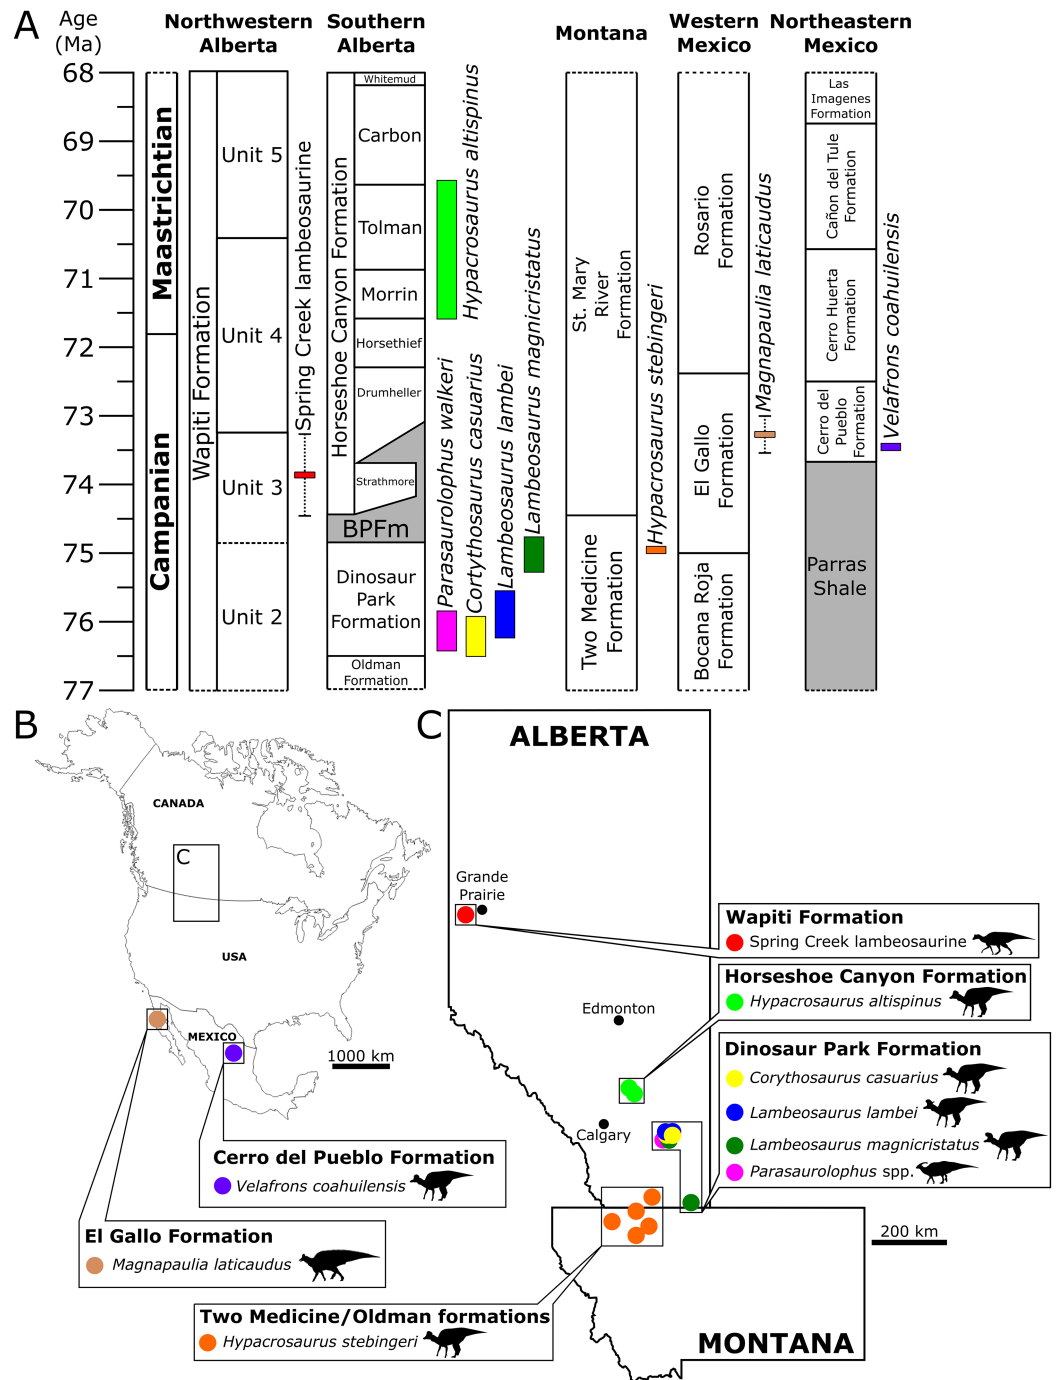 A
Age
(Ma)
Northwestern
Alberta
Southern
Alberta
Montana
Western
Mexico
Northeastern
Mexico
68
69
70
71
72
73
74
75
76
77
Maastrichtian
Campanian
Wapiti Formation
Unit 5
Unit 4
Unit 3
Unit 2
Spring Creek lambeosaurine
Horseshoe Canyon Formation
Whitemud
Carbon
Tolman
Morrin
Horsethief
Drumheller
Strathmore
BPFm
Dinosaur
Park
Formation
Oldman
Formation
Hypacrosaurus altispinus
Parasaurolophus walkeri
Cortythosaurus casuarius
Lambeosaurus lambei
Lambeosaurus magnicristatus
St. Mary
River
Formation
Two Medicine
Formation
Hypacrosaurus stebingeri
Rosario
Formation
El Gallo
Formation
Bocana Roja
Formation
Magnapaulia laticaudus
Las
Imagenes
Formation
Cañon del Tule
Formation
Cerro Huerta
Formation
Cerro del
Pueblo
Formation
Parras
Shale
Velafrons coahuilensis
B
CANADA
C
USA
MEXICO
1000 km
Cerro del Pueblo Formation
Velafrons coahuilensis
El Gallo Formation
Magnapaulia laticaudus
C
ALBERTA
Grande
Prairie
Edmonton
Calgary
Wapiti Formation
Spring Creek lambeosaurine
Horseshoe Canyon Formation
Hypacrosaurus altispinus
Dinosaur Park Formation
Corythosaurus casuarius
Lambeosaurus lambei
Lambeosaurus magnicristatus
Parasaurolophus spp.
200 km
Two Medicine/Oldman formations
Hypacrosaurus stebingeri
MONTANA